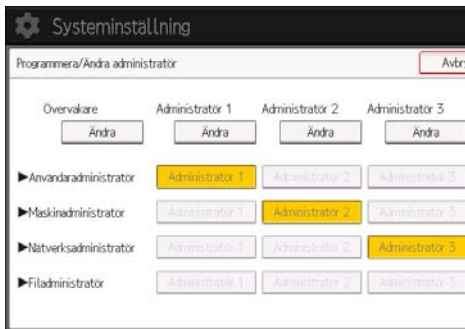 Systeminställning
Programmera/Ändra administratör Avbry
Övervakare Administratör 1 Administratör 2 Administratör 3
Ändra Ändra Ändra Ändra
►Användaradministratör Administratör 1 Administratör 2 Administratör 3
►Maskinadministratör Administratör 1 Administratör 2 Administratör 3
►Nätverksadministratör Administratör 1 Administratör 2 Administratör 3
►Filadministratör Administratör 1 Administratör 2 Administratör 3